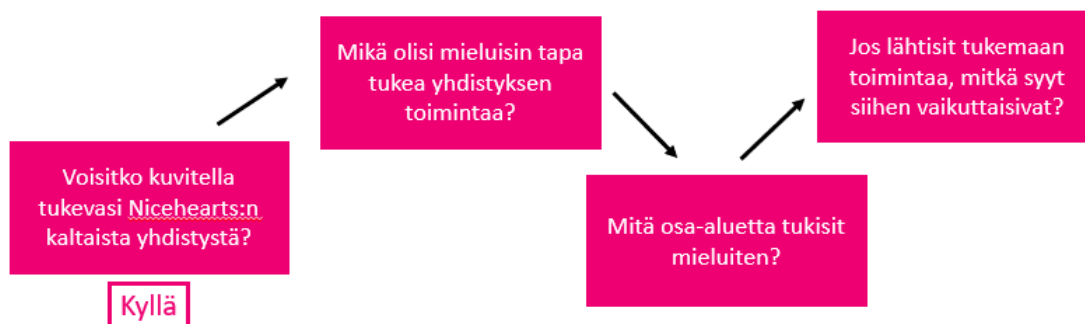 Voisitko kuvitella
tukevasi Nicehearts:n
kaltaista yhdistystä?
Kyllä
Mikä olisi mieluisin tapa
tukea yhdistyksen
toimintaa?
Mitä osa-aluetta tukisit
mieluiten?
Jos lähtisit tukemaan
toimintaa, mitkä syyt
siihen vaikuttaisivat?